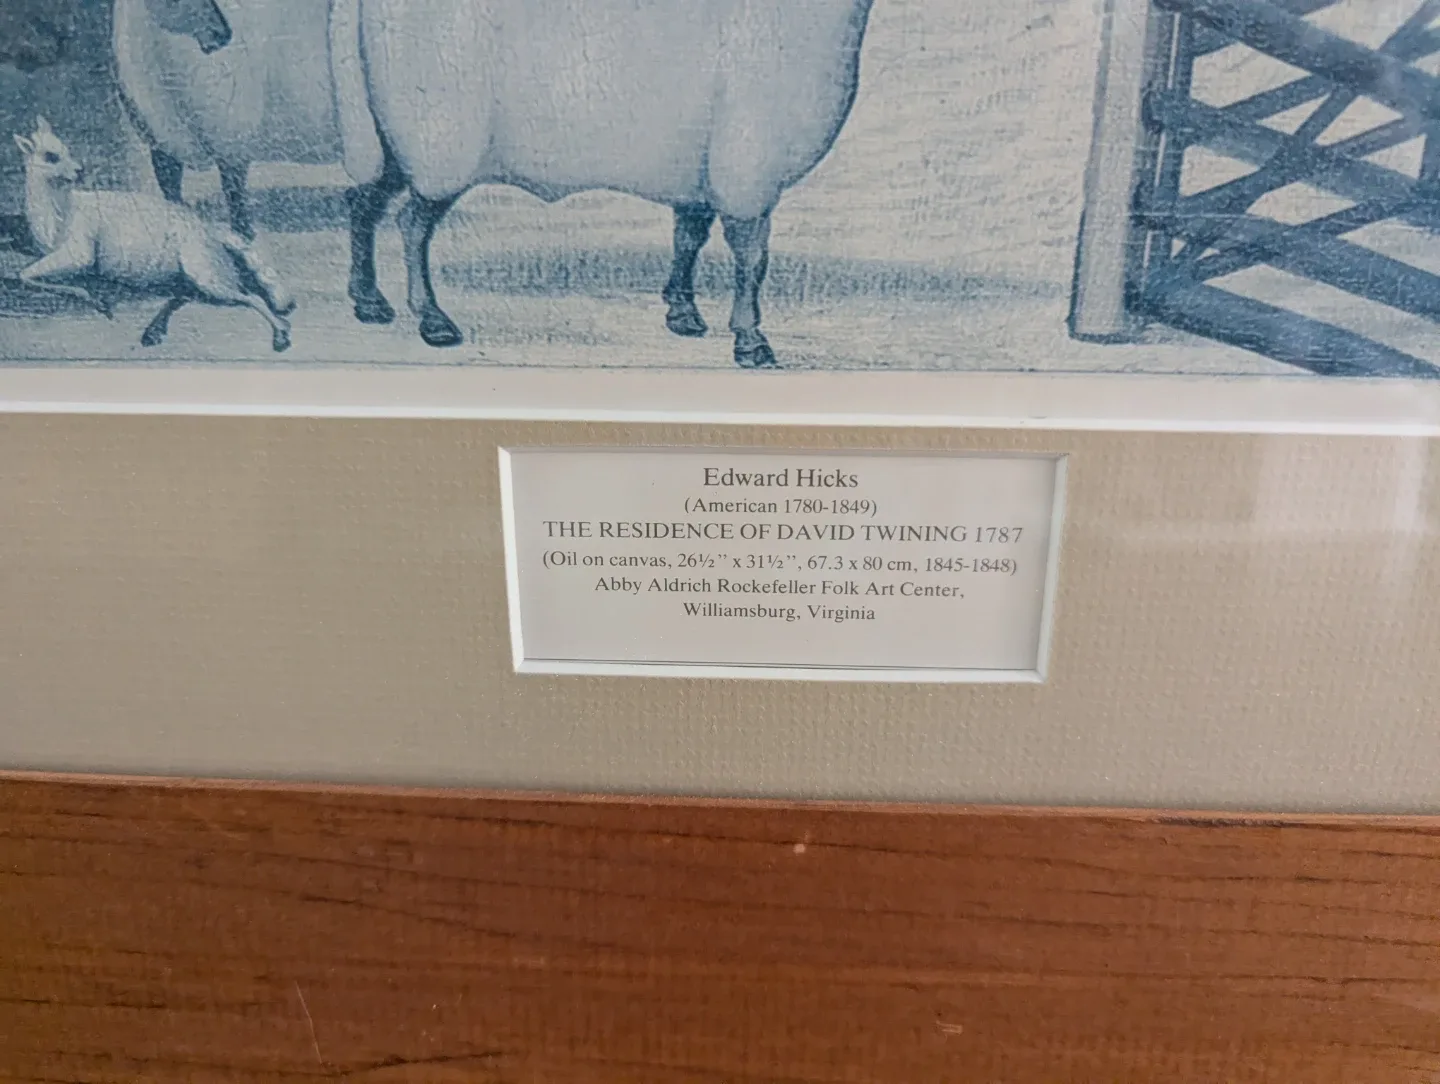 Edward Hicks
(American 1780-1849)
THE RESIDENCE OF DAVID TWINING 1787
(Oil on canvas, 26½” x 31½”, 67.3 x 80 cm, 1845-1848)
Abby Aldrich Rockefeller Folk Art Center,
Williamsburg, Virginia